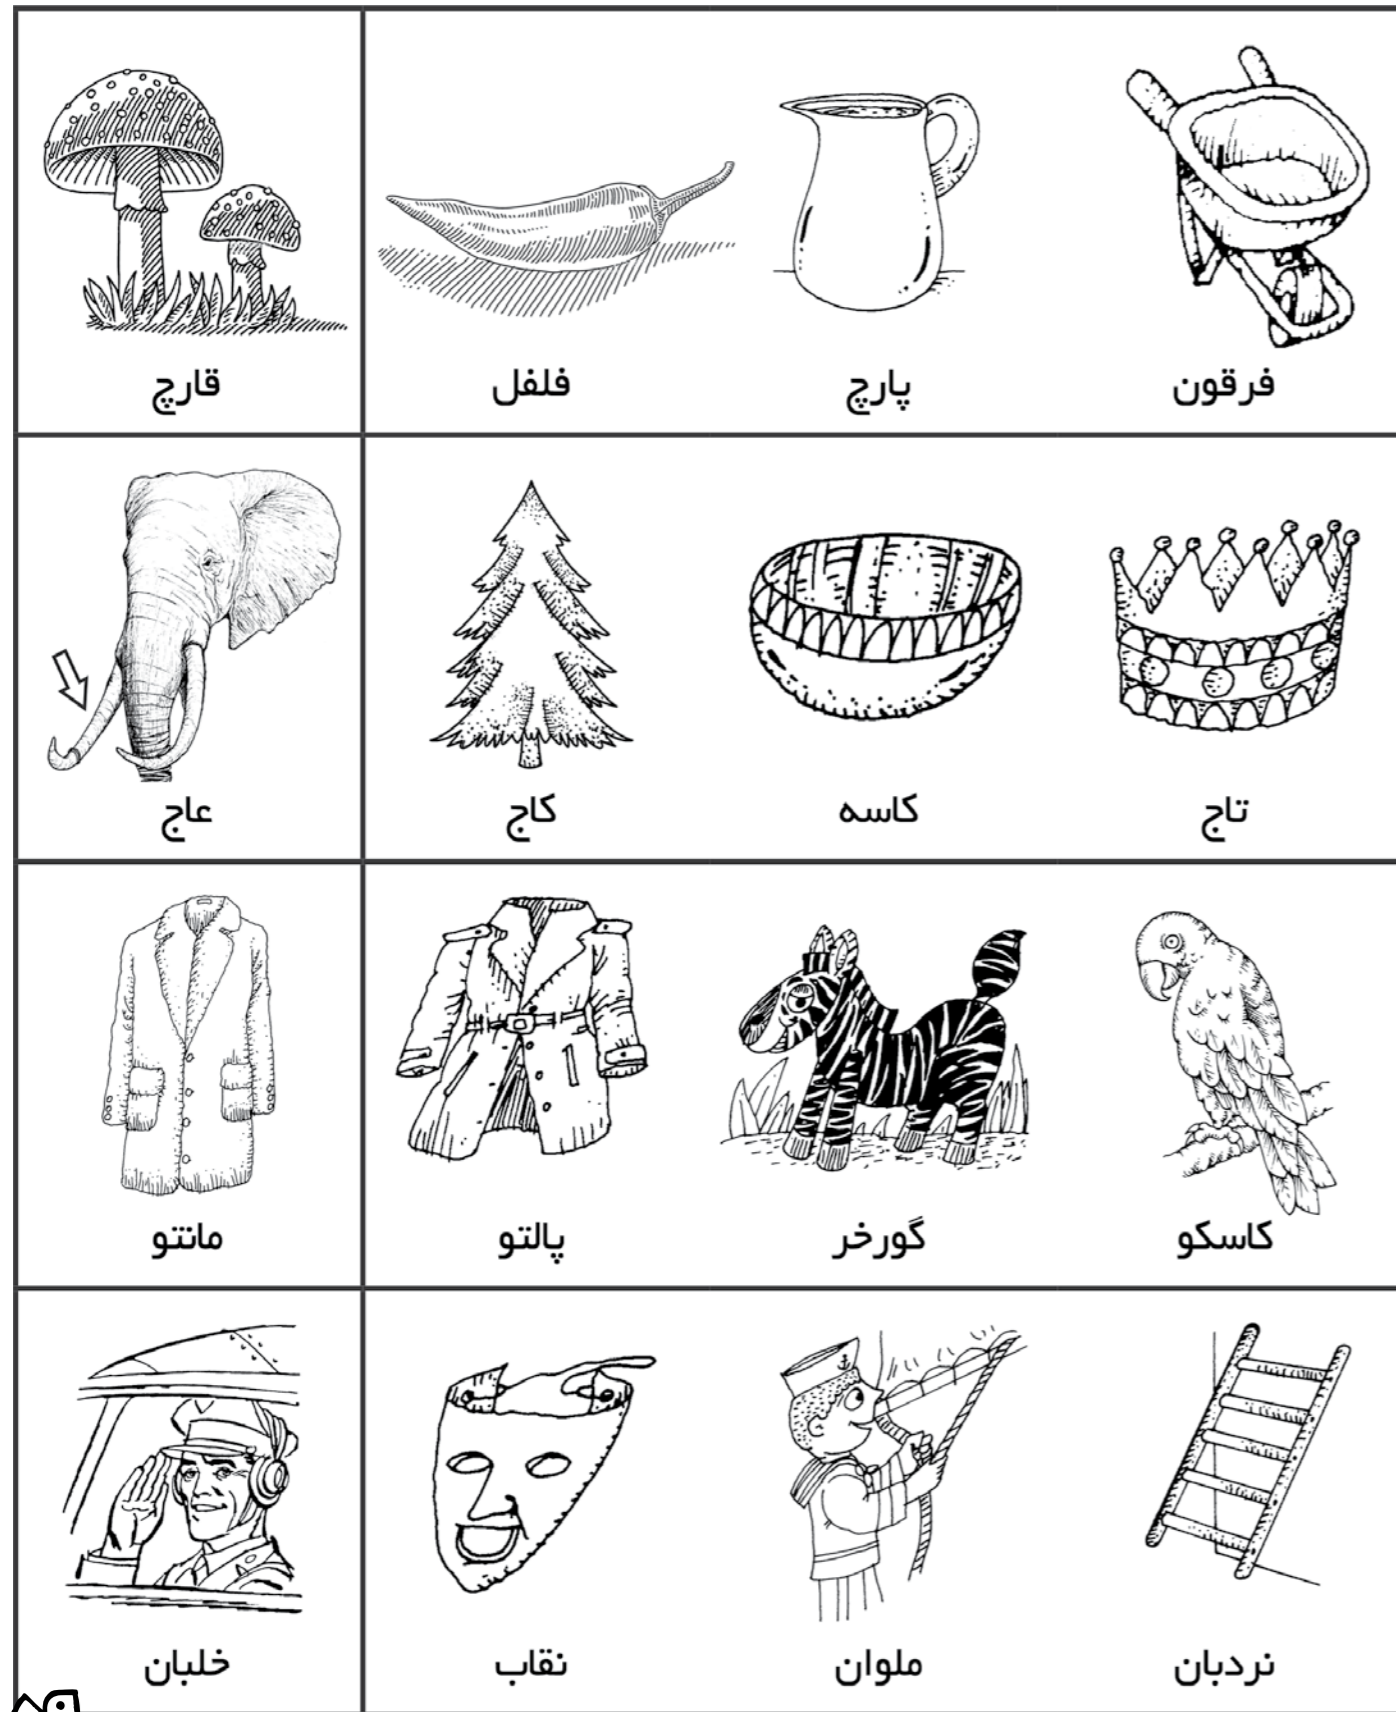 فرقون پارچ فلفل قارچ
تاج کاسه کاج عاج
کاسکو گورخر پالتو مانتو
نردبان ملوان نقاب خلبان